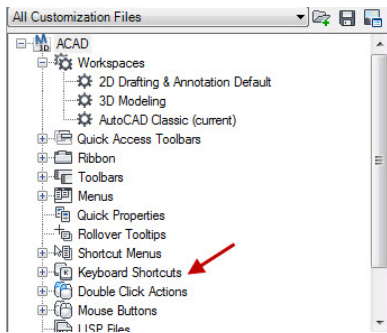 All Customization Files
ACAD
Workspaces
2D Drafting & Annotation Default
3D Modeling
AutoCAD Classic (current)
Quick Access Toolbars
Ribbon
Toolbars
Menus
Quick Properties
Rollover Tooltips
Shortcut Menus
Keyboard Shortcuts
Double Click Actions
Mouse Buttons
LISP Files